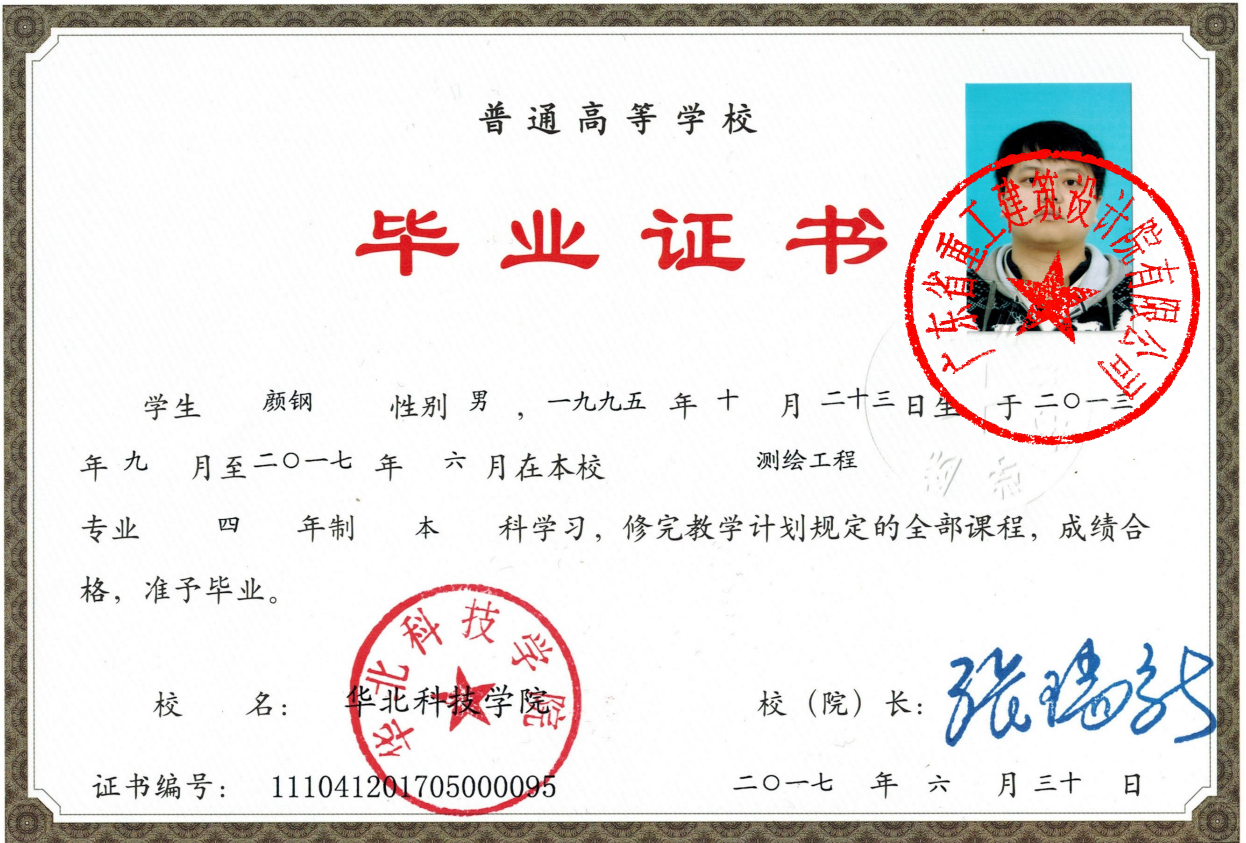 普通高等学校
毕业证书
广东省重工建筑设计院有限公司
学生 颜钢 性别 男 ，一九九五 年 十 月 二十三 日生 于 二〇一三
年 九 月至 二〇一七 年 六 月在本校 测绘工程
专业 四 年制 本 科学习，修完教学计划规定的全部课程，成绩合
格，准予毕业。
华北科技学院
校 名： 华北科技学院 校（院）长：
证书编号： 111041201705000095 二〇一七 年 六 月 三十 日